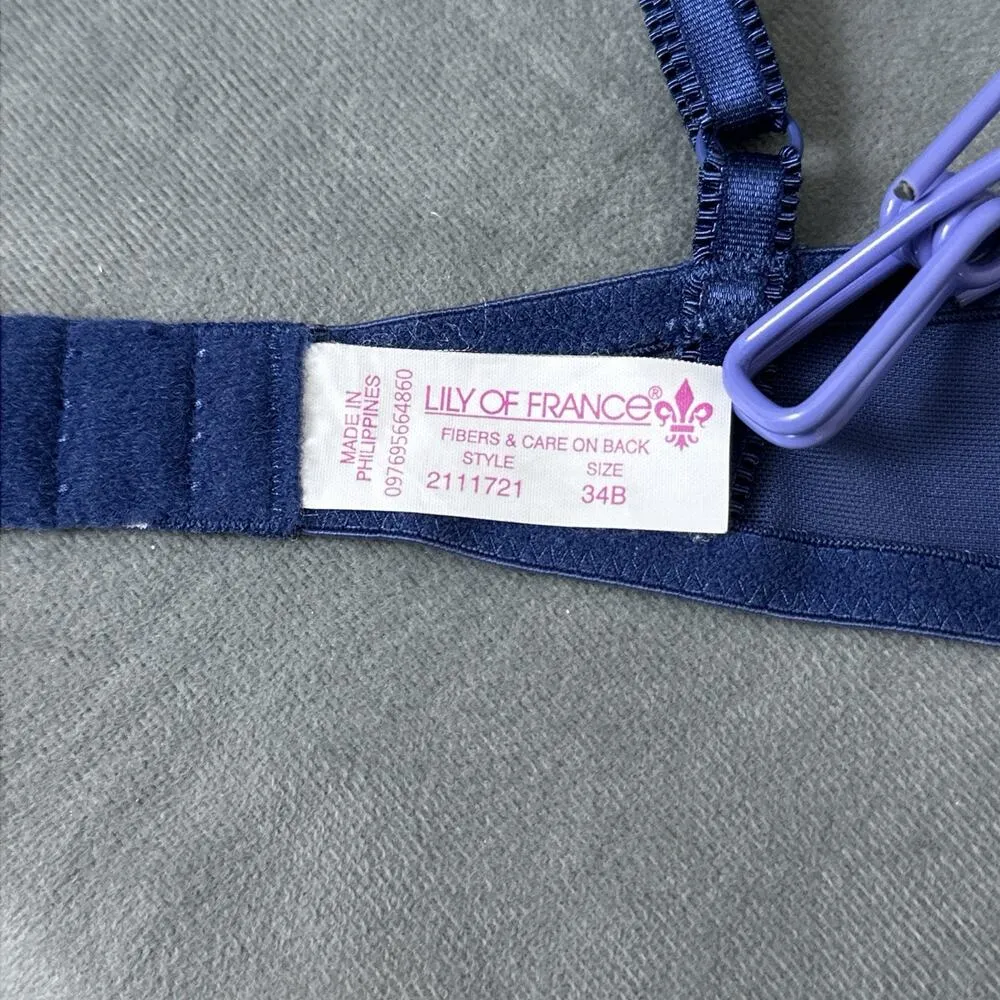 MADE IN
PHILIPPINES
097695664860
LILY OF FRANCE®
FIBERS & CARE ON BACK
STYLE SIZE
2111721 34B